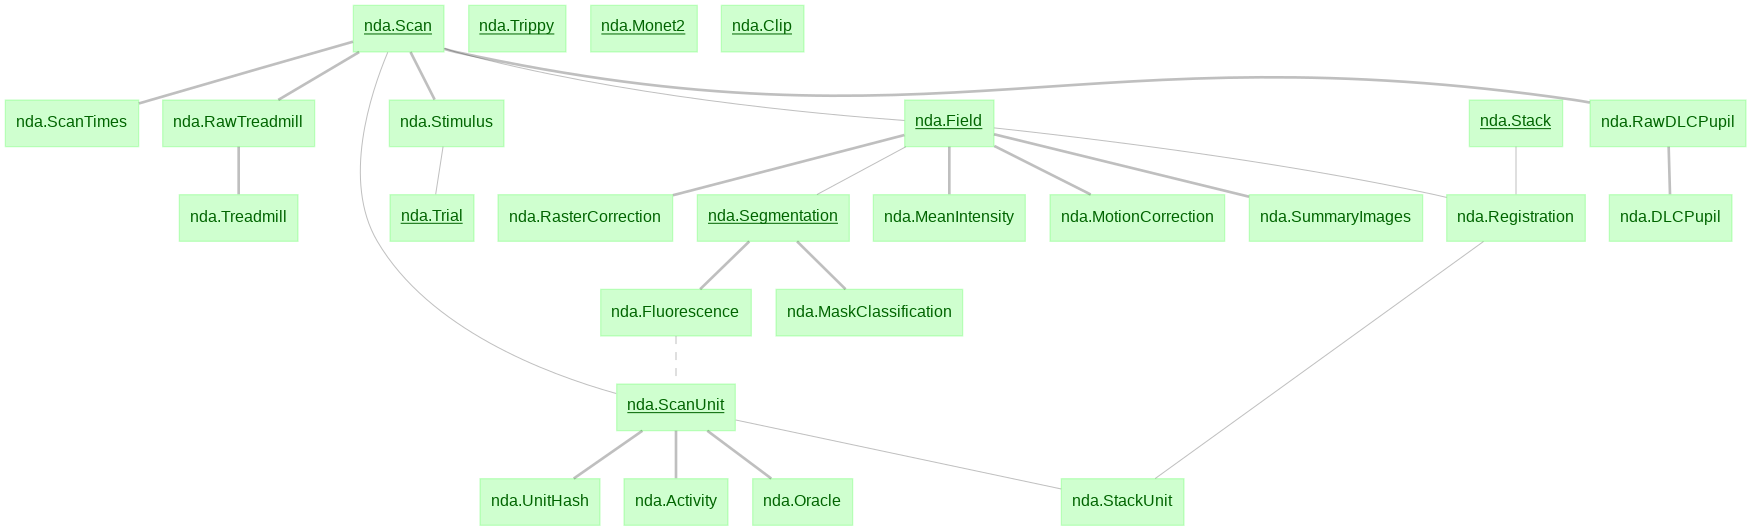 nda.Scan
nda.Trippy
nda.Monet2
nda.Clip
nda.ScanTimes
nda.RawTreadmill
nda.Stimulus
nda.Field
nda.Stack
nda.RawDLCPupil
nda.Treadmill
nda.Trial
nda.RasterCorrection
nda.Segmentation
nda.MeanIntensity
nda.MotionCorrection
nda.SummaryImages
nda.Registration
nda.DLCPupil
nda.Fluorescence
nda.MaskClassification
nda.ScanUnit
nda.UnitHash
nda.Activity
nda.Oracle
nda.StackUnit